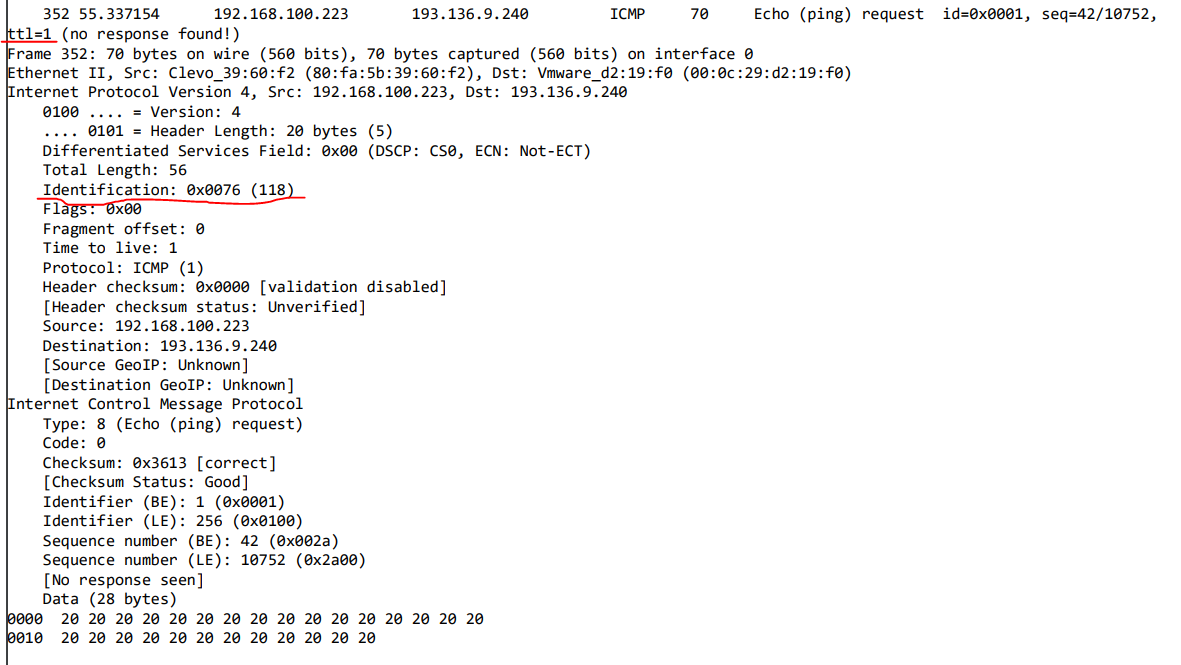 352 55.337154 192.168.100.223 193.136.9.240 ICMP 70 Echo (ping) request id=0x0001, seq=42/10752,
ttl=1 (no response found!)
Frame 352: 70 bytes on wire (560 bits), 70 bytes captured (560 bits) on interface 0
Ethernet II, Src: Clevo_39:60:f2 (80:fa:5b:39:60:f2), Dst: Vmware_d2:19:f0 (00:0c:29:d2:19:f0)
Internet Protocol Version 4, Src: 192.168.100.223, Dst: 193.136.9.240
0100 .... = Version: 4
.... 0101 = Header Length: 20 bytes (5)
Differentiated Services Field: 0x00 (DSCP: CS0, ECN: Not-ECT)
Total Length: 56
Identification: 0x0076 (118)
Flags: 0x00
Fragment offset: 0
Time to live: 1
Protocol: ICMP (1)
Header checksum: 0x0000 [validation disabled]
[Header checksum status: Unverified]
Source: 192.168.100.223
Destination: 193.136.9.240
[Source GeoIP: Unknown]
[Destination GeoIP: Unknown]
Internet Control Message Protocol
Type: 8 (Echo (ping) request)
Code: 0
Checksum: 0x3613 [correct]
[Checksum Status: Good]
Identifier (BE): 1 (0x0001)
Identifier (LE): 256 (0x0100)
Sequence number (BE): 42 (0x002a)
Sequence number (LE): 10752 (0x2a00)
[No response seen]
Data (28 bytes)
0000 20 20 20 20 20 20 20 20 20 20 20 20 20 20 20 20
0010 20 20 20 20 20 20 20 20 20 20 20 20